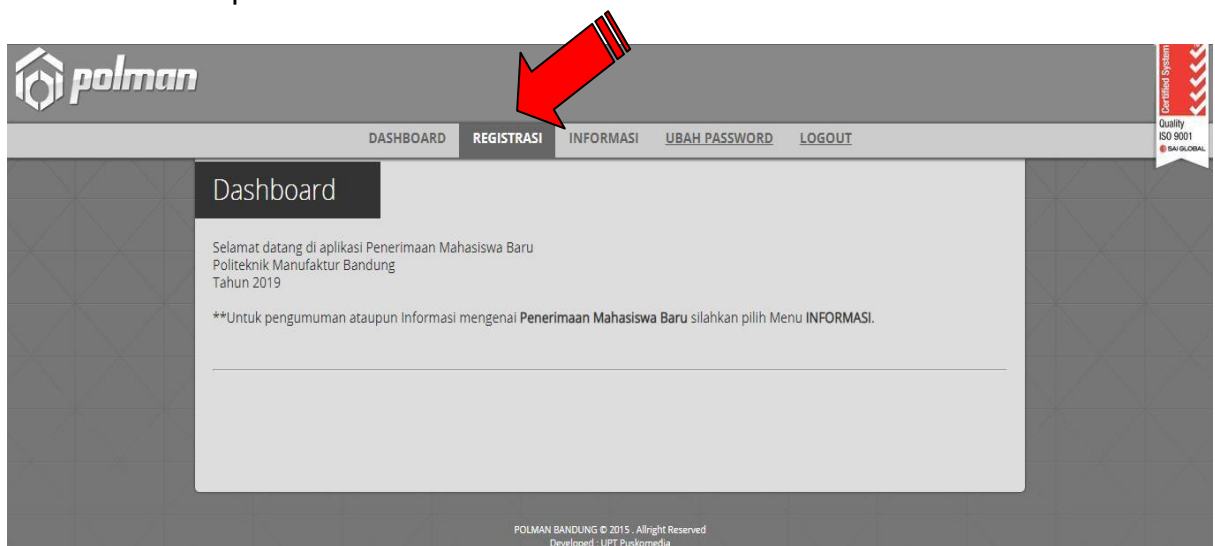 polman
Certified System
Quality
ISO 9001
SAI GLOBAL
DASHBOARD REGISTRASI INFORMASI UBAH PASSWORD LOGOUT
Dashboard
Selamat datang di aplikasi Penerimaan Mahasiswa Baru
Politeknik Manufaktur Bandung
Tahun 2019
**Untuk pengumuman ataupun Informasi mengenai Penerimaan Mahasiswa Baru silahkan pilih Menu INFORMASI.
POLMAN BANDUNG © 2015 . Allright Reserved
Developed : UPT Puskomedia